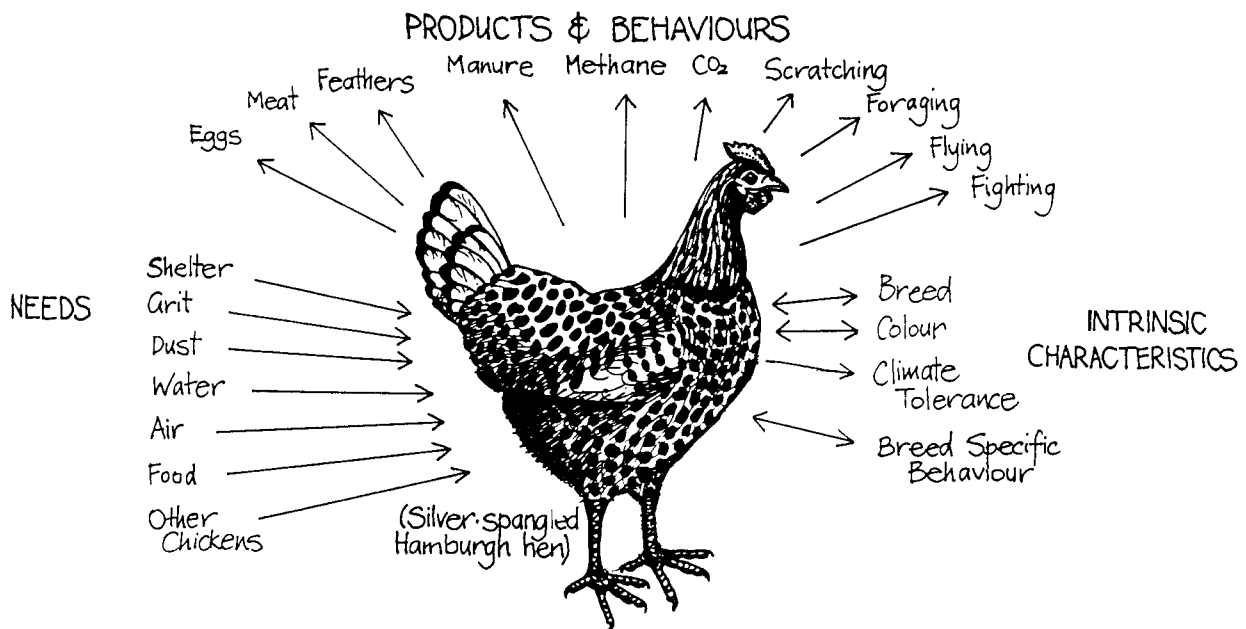 PRODUCTS & BEHAVIOURS
Eggs
Meat
Feathers
Manure
Methane
CO₂
Scratching
Foraging
Flying
Fighting
NEEDS
Shelter
Grit
Dust
Water
Air
Food
Other
Chickens
(Silver·spangled
Hamburgh hen)
Breed
Colour
Climate
Tolerance
Breed Specific
Behaviour
INTRINSIC
CHARACTERISTICS